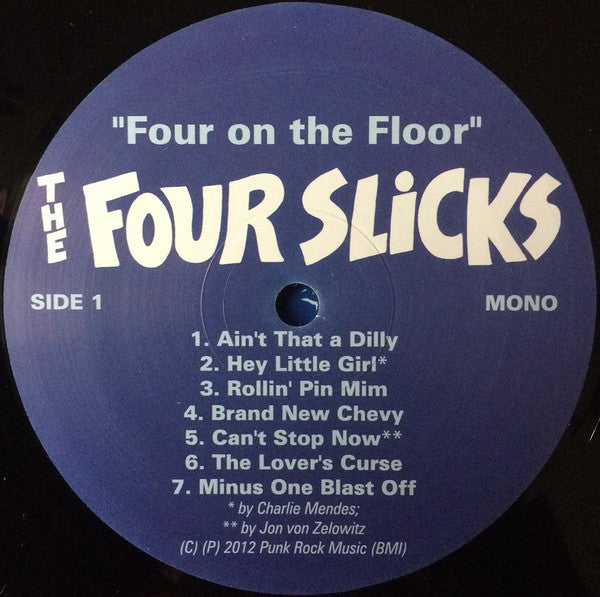 "Four on the Floor"
THE FOUR SLiCKS
SIDE 1
MONO
1. Ain't That a Dilly
2. Hey Little Girl*
3. Rollin' Pin Mim
4. Brand New Chevy
5. Can't Stop Now**
6. The Lover's Curse
7. Minus One Blast Off
* by Charlie Mendes;
** by Jon von Zelowitz
(C) (P) 2012 Punk Rock Music (BMI)